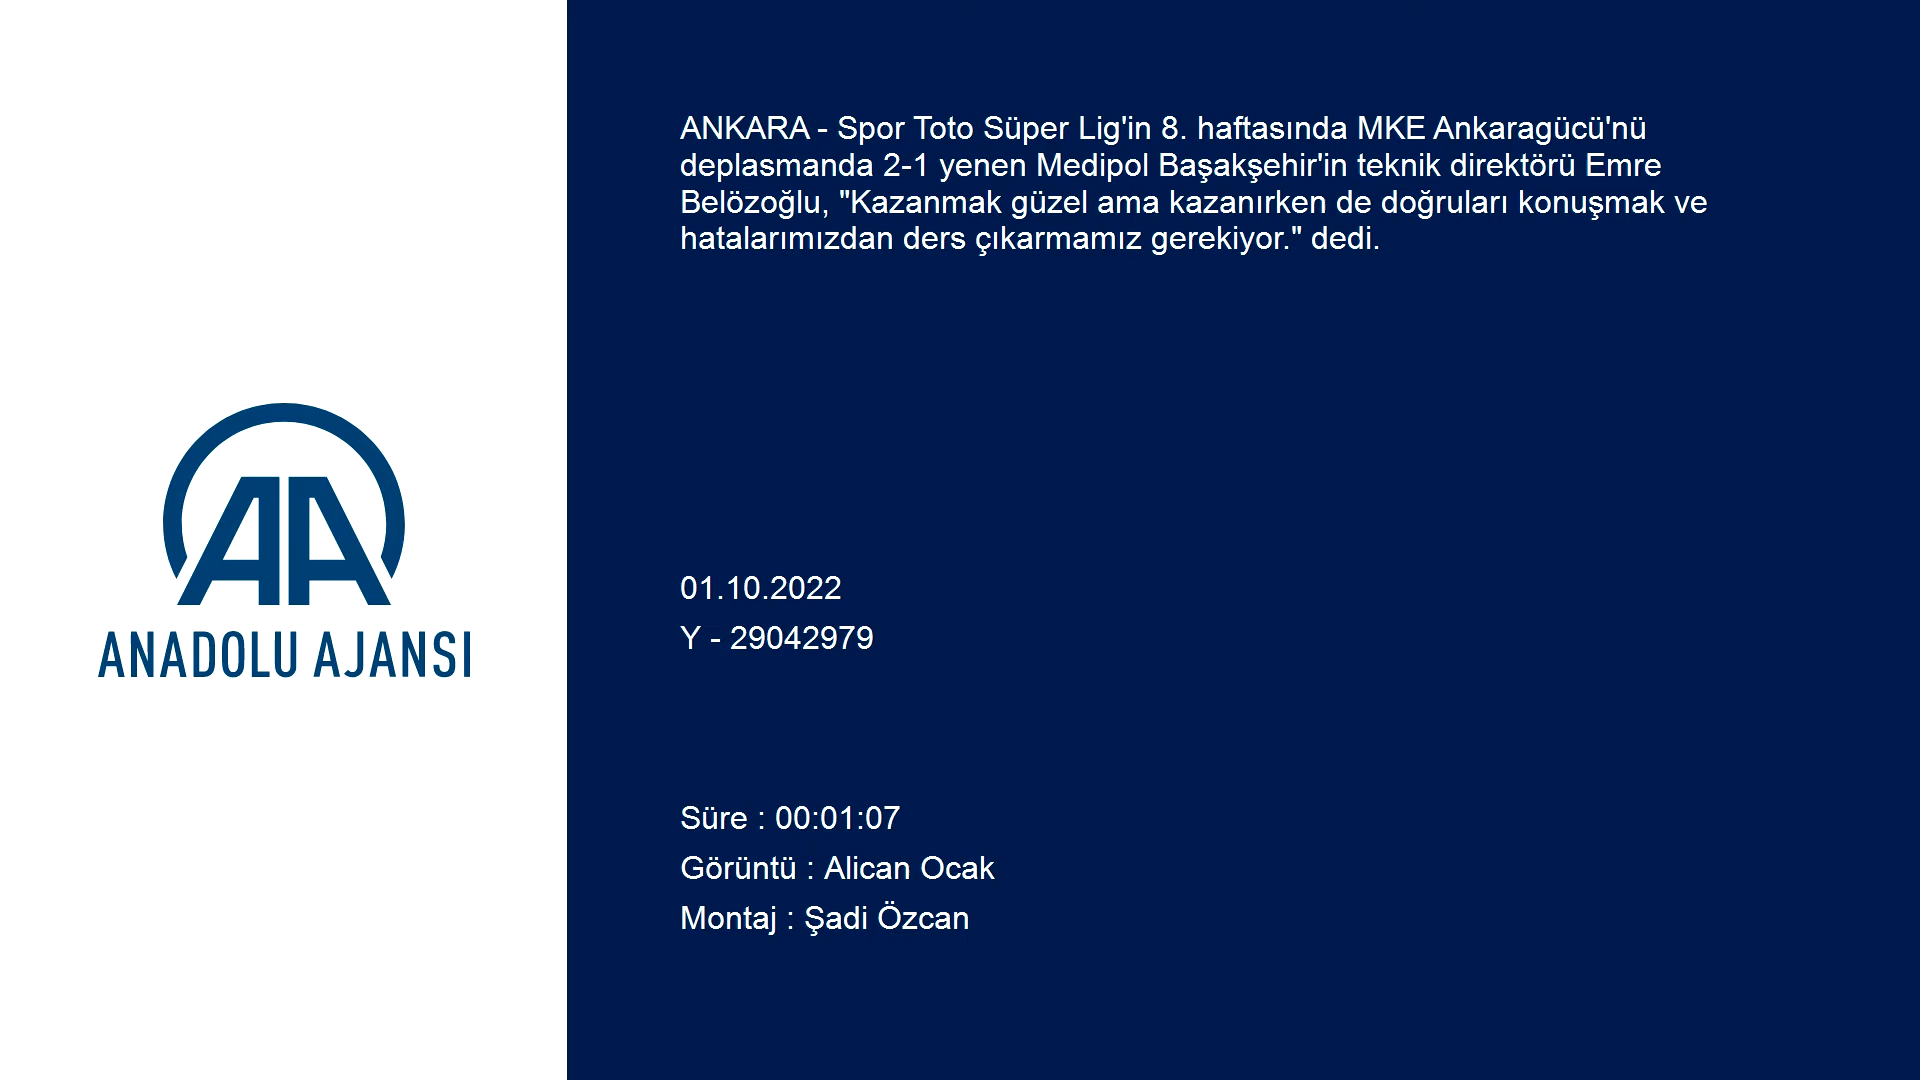 ANKARA - Spor Toto Süper Lig'in 8. haftasında MKE Ankaragücü'nü
deplasmanda 2-1 yenen Medipol Başakşehir'in teknik direktörü Emre
Belözoğlu, "Kazanmak güzel ama kazanırken de doğruları konuşmak ve
hatalarımızdan ders çıkarmamız gerekiyor." dedi.
AA
ANADOLU AJANSI
01.10.2022
Y - 29042979
Süre : 00:01:07
Görüntü : Alican Ocak
Montaj : Şadi Özcan